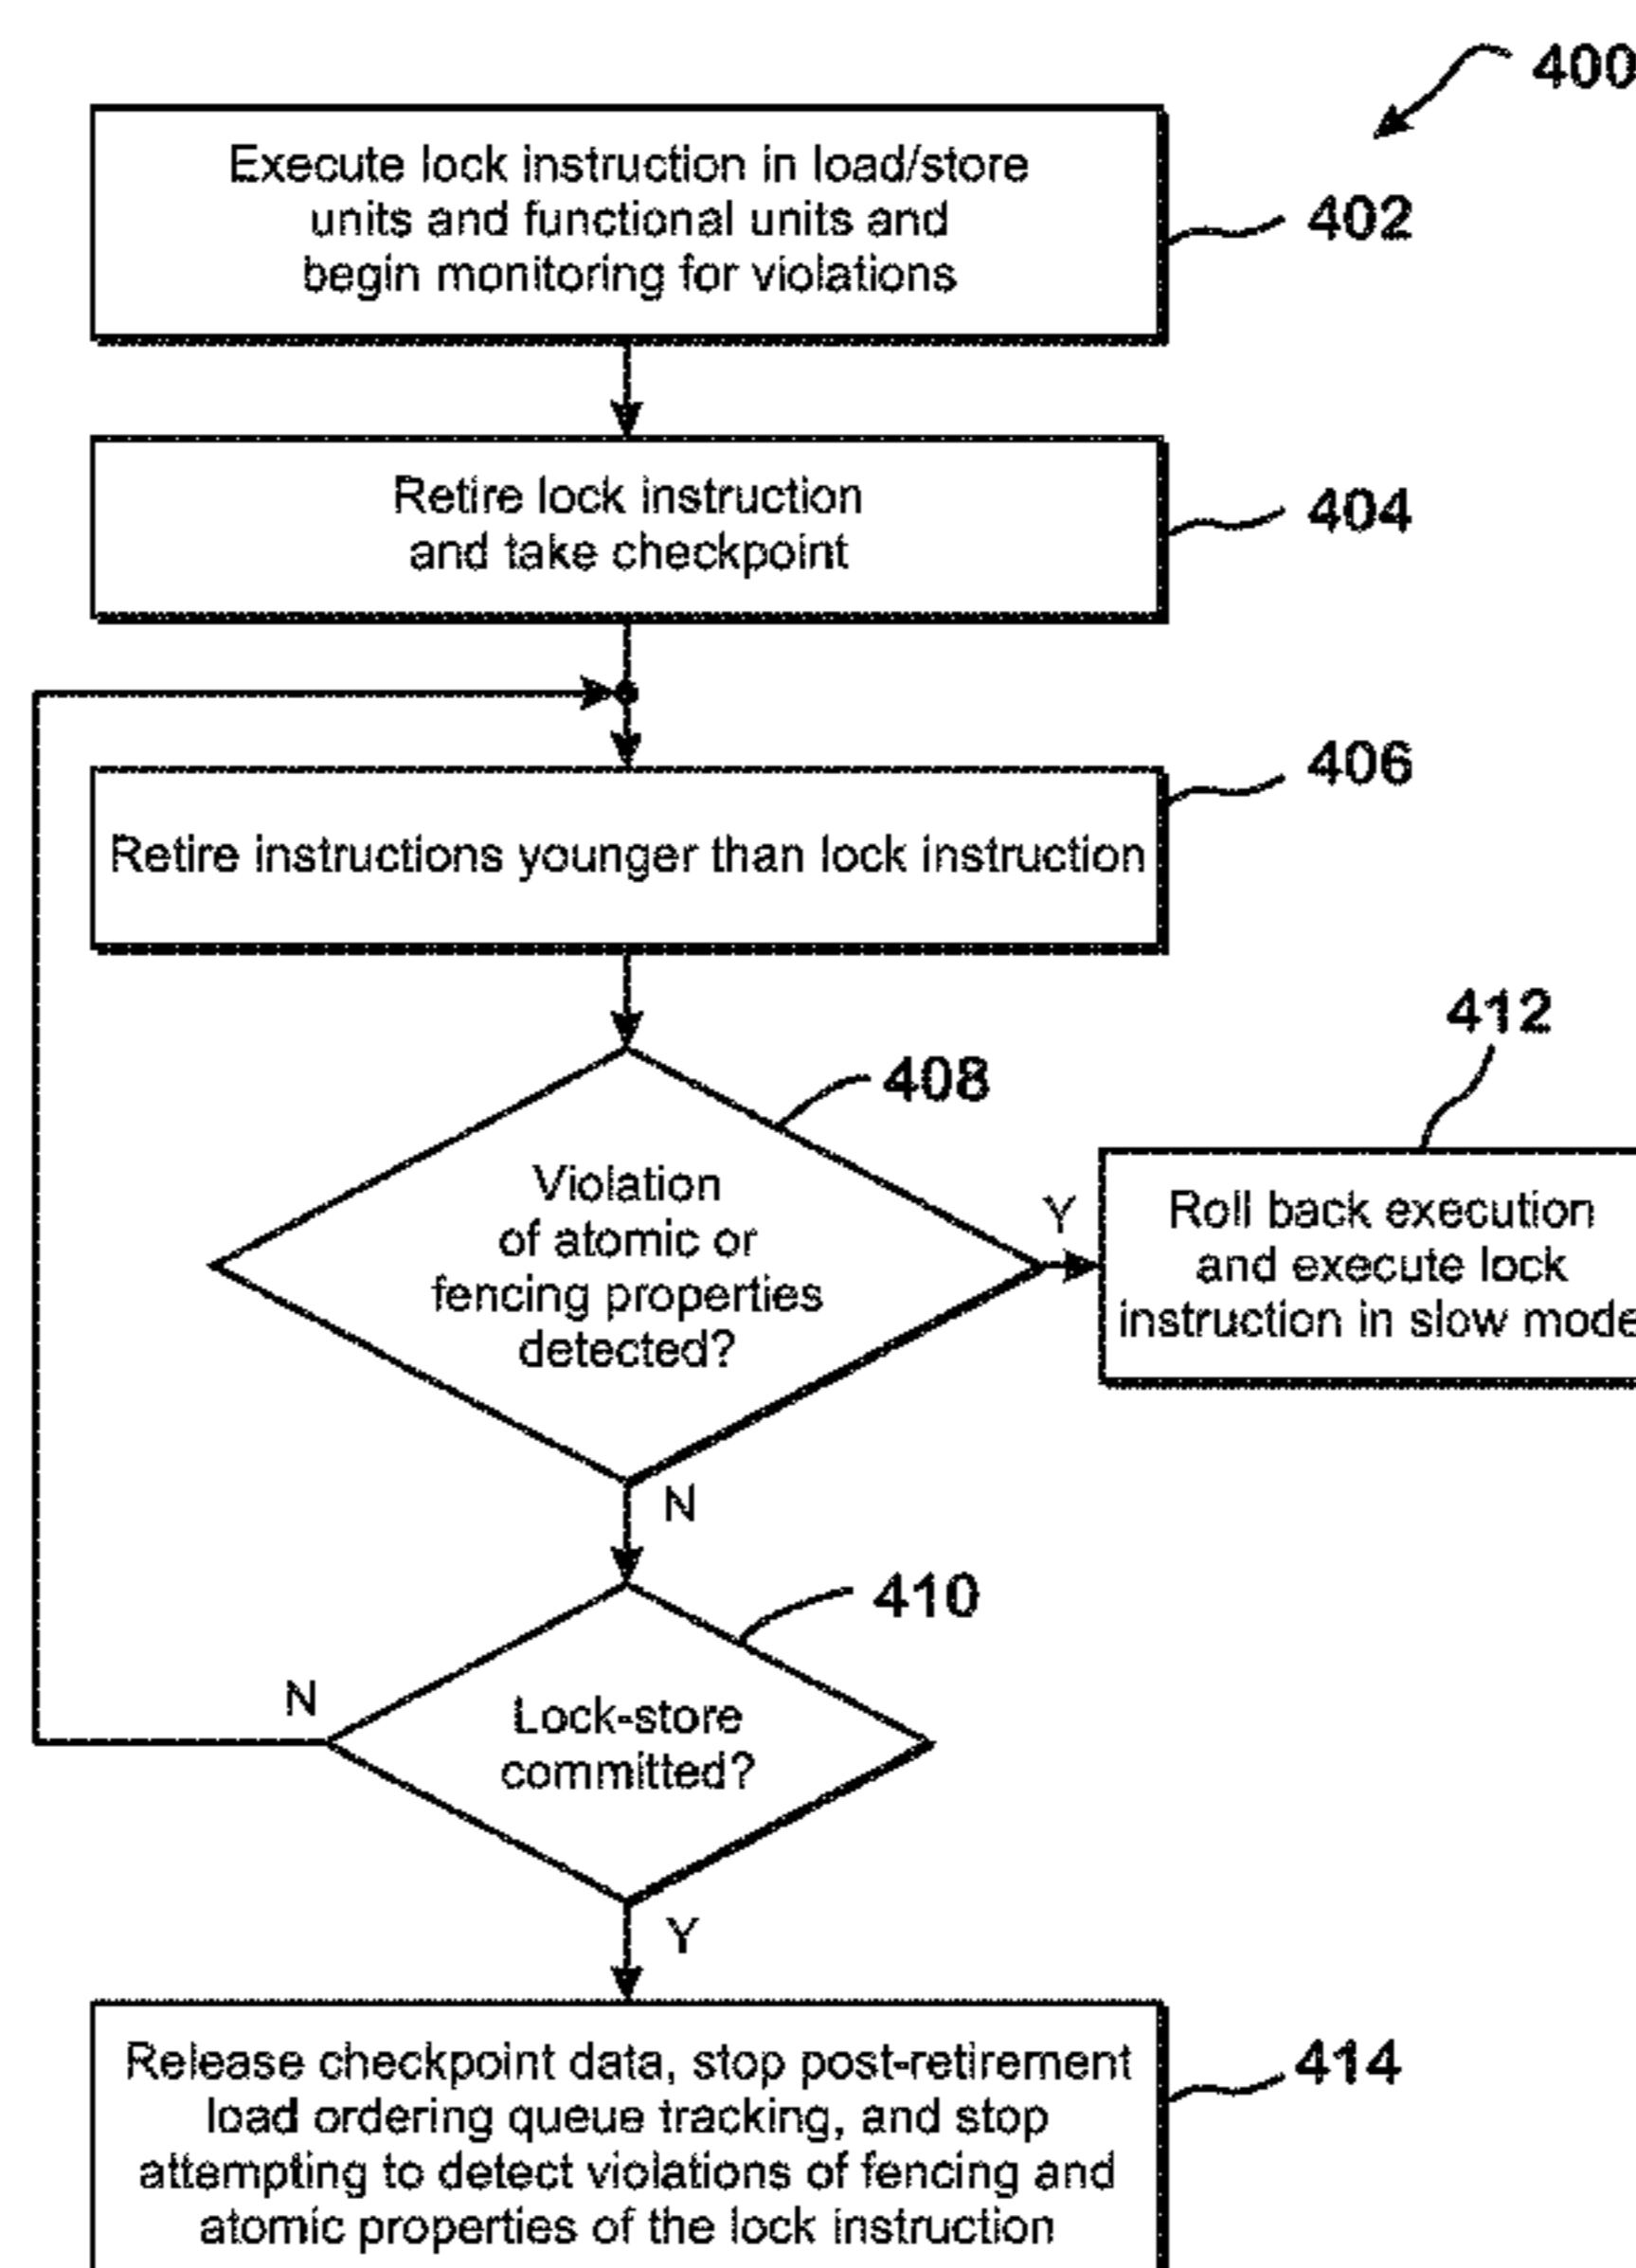 400
Execute lock instruction in load/store
units and functional units and
begin monitoring for violations
402
Retire lock instruction
and take checkpoint
404
406
Retire instructions younger than lock instruction
412
408
Violation
of atomic or
fencing properties
detected?
Y
Roll back execution
and execute lock
instruction in slow mode
N
410
N
Lock-store
committed?
Y
Release checkpoint data, stop post-retirement
load ordering queue tracking, and stop
attempting to detect violations of fencing and
atomic properties of the lock instruction
414